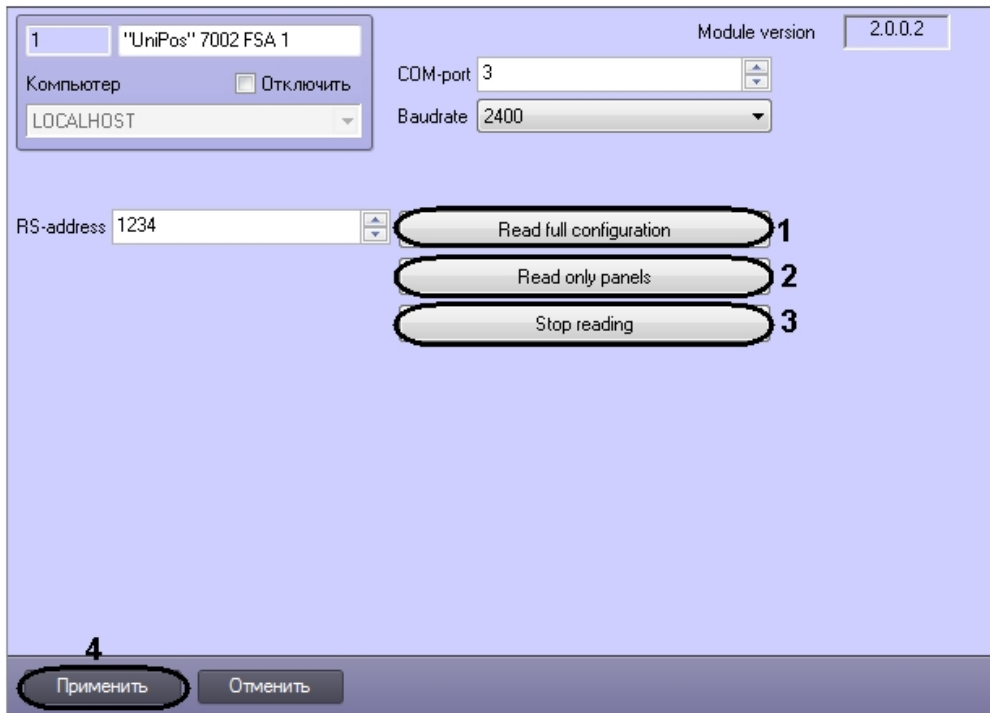 1
"UniPos" 7002 FSA 1
Module version
2.0.0.2
Компьютер
Отключить
COM-port
3
LOCALHOST
Baudrate
2400
RS-address
1234
Read full configuration
1
Read only panels
2
Stop reading
3
4
Применить
Отменить